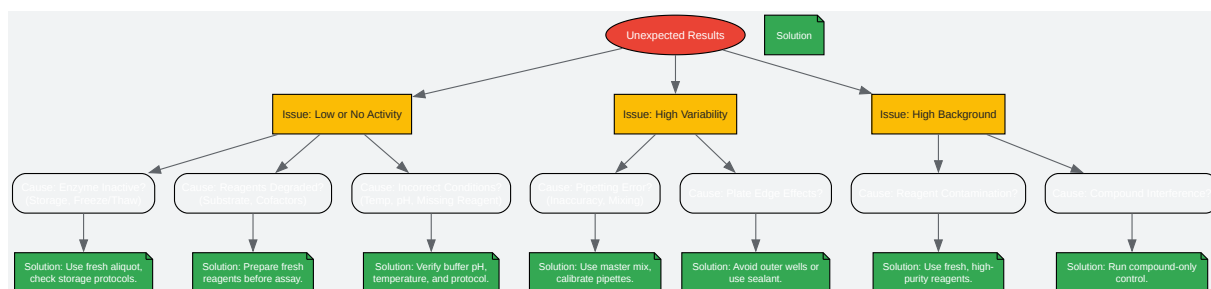 Unexpected Results
Solution
Issue: Low or No Activity
Issue: High Variability
Issue: High Background
Cause: Enzyme Inactive?
(Storage, Freeze/Thaw)
Cause: Reagents Degraded?
(Substrate, Cofactors)
Cause: Incorrect Conditions?
(Temp, pH, Missing Reagent)
Cause: Pipetting Error?
(Inaccuracy, Mixing)
Cause: Plate Edge Effects?
Cause: Reagent Contamination?
Cause: Compound Interference?
Solution: Use fresh aliquot,
check storage protocols.
Solution: Prepare fresh
reagents before assay.
Solution: Verify buffer pH,
temperature, and protocol.
Solution: Use master mix,
calibrate pipettes.
Solution: Avoid outer wells or
use sealant.
Solution: Use fresh, high-
purity reagents.
Solution: Run compound-only
control.